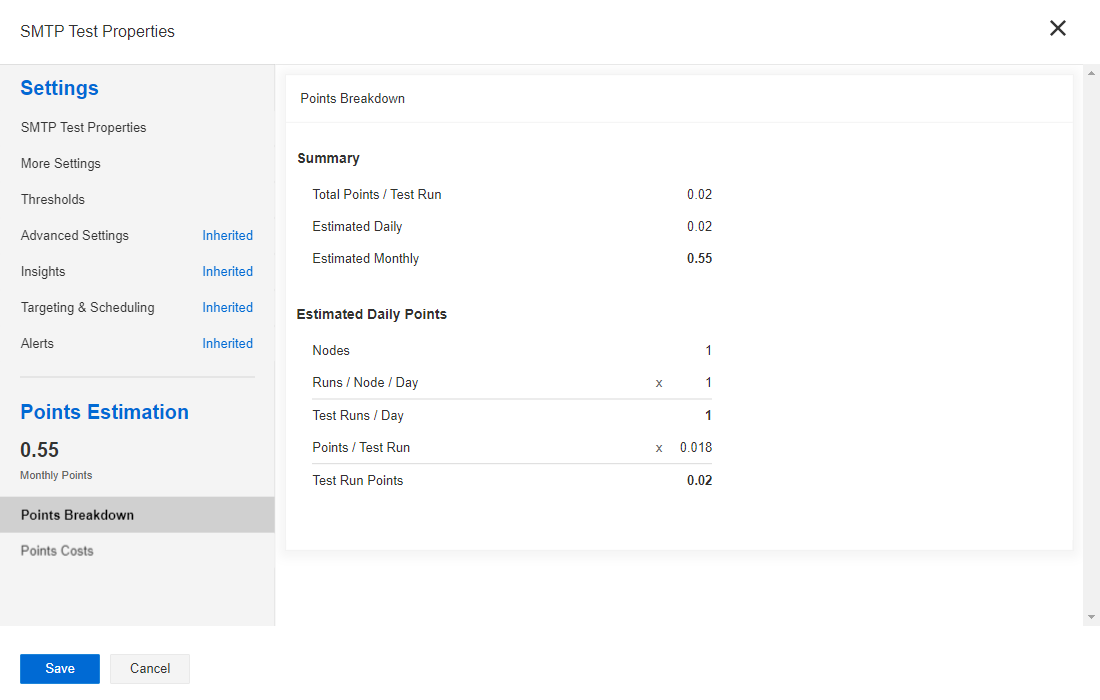 SMTP Test Properties
Settings
SMTP Test Properties
More Settings
Thresholds
Advanced Settings Inherited
Insights Inherited
Targeting & Scheduling Inherited
Alerts Inherited
Points Estimation
0.55
Monthly Points
Points Breakdown
Points Costs
Points Breakdown
Summary
Total Points / Test Run 0.02
Estimated Daily 0.02
Estimated Monthly 0.55
Estimated Daily Points
Nodes 1
Runs / Node / Day x 1
Test Runs / Day 1
Points / Test Run x 0.018
Test Run Points 0.02
Save Cancel